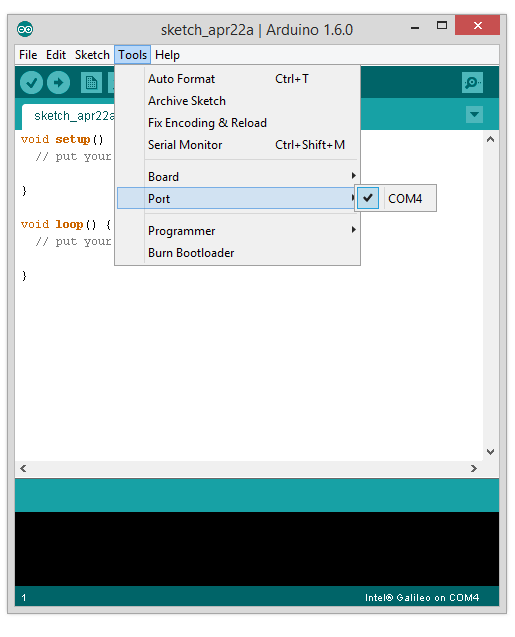 sketch_apr22a | Arduino 1.6.0
File Edit Sketch Tools Help
Auto Format Ctrl+T
Archive Sketch
Fix Encoding & Reload
Serial Monitor Ctrl+Shift+M
Board
Port
COM4
Programmer
Burn Bootloader
sketch_apr22a
void setup()
// put your
}
void loop() {
// put your
}
1 Intel® Galileo on COM4